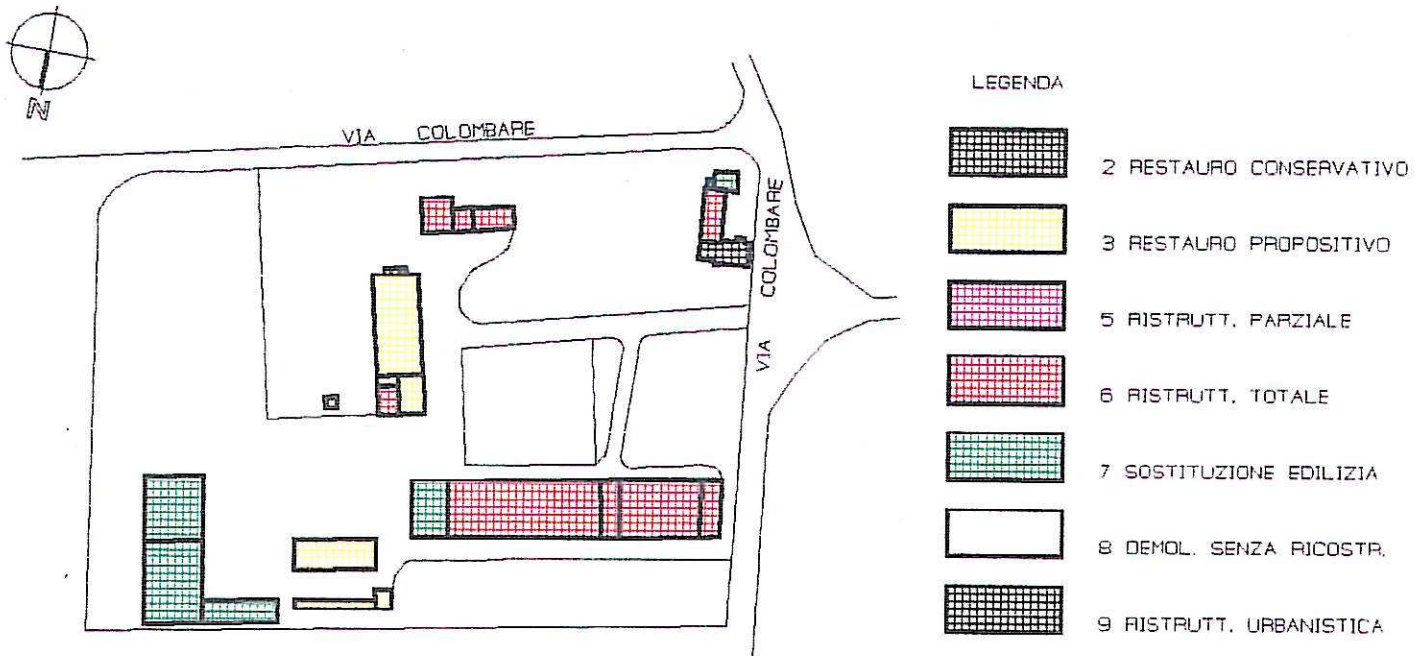 N
VIA COLOMBARE
VIA COLOMBARE
LEGENDA
2 RESTAURO CONSERVATIVO
3 RESTAURO PROPOSITIVO
5 RISTRUTT. PARZIALE
6 RISTRUTT. TOTALE
7 SOSTITUZIONE EDILIZIA
8 DEMOL. SENZA RICOSTR.
9 RISTRUTT. URBANISTICA